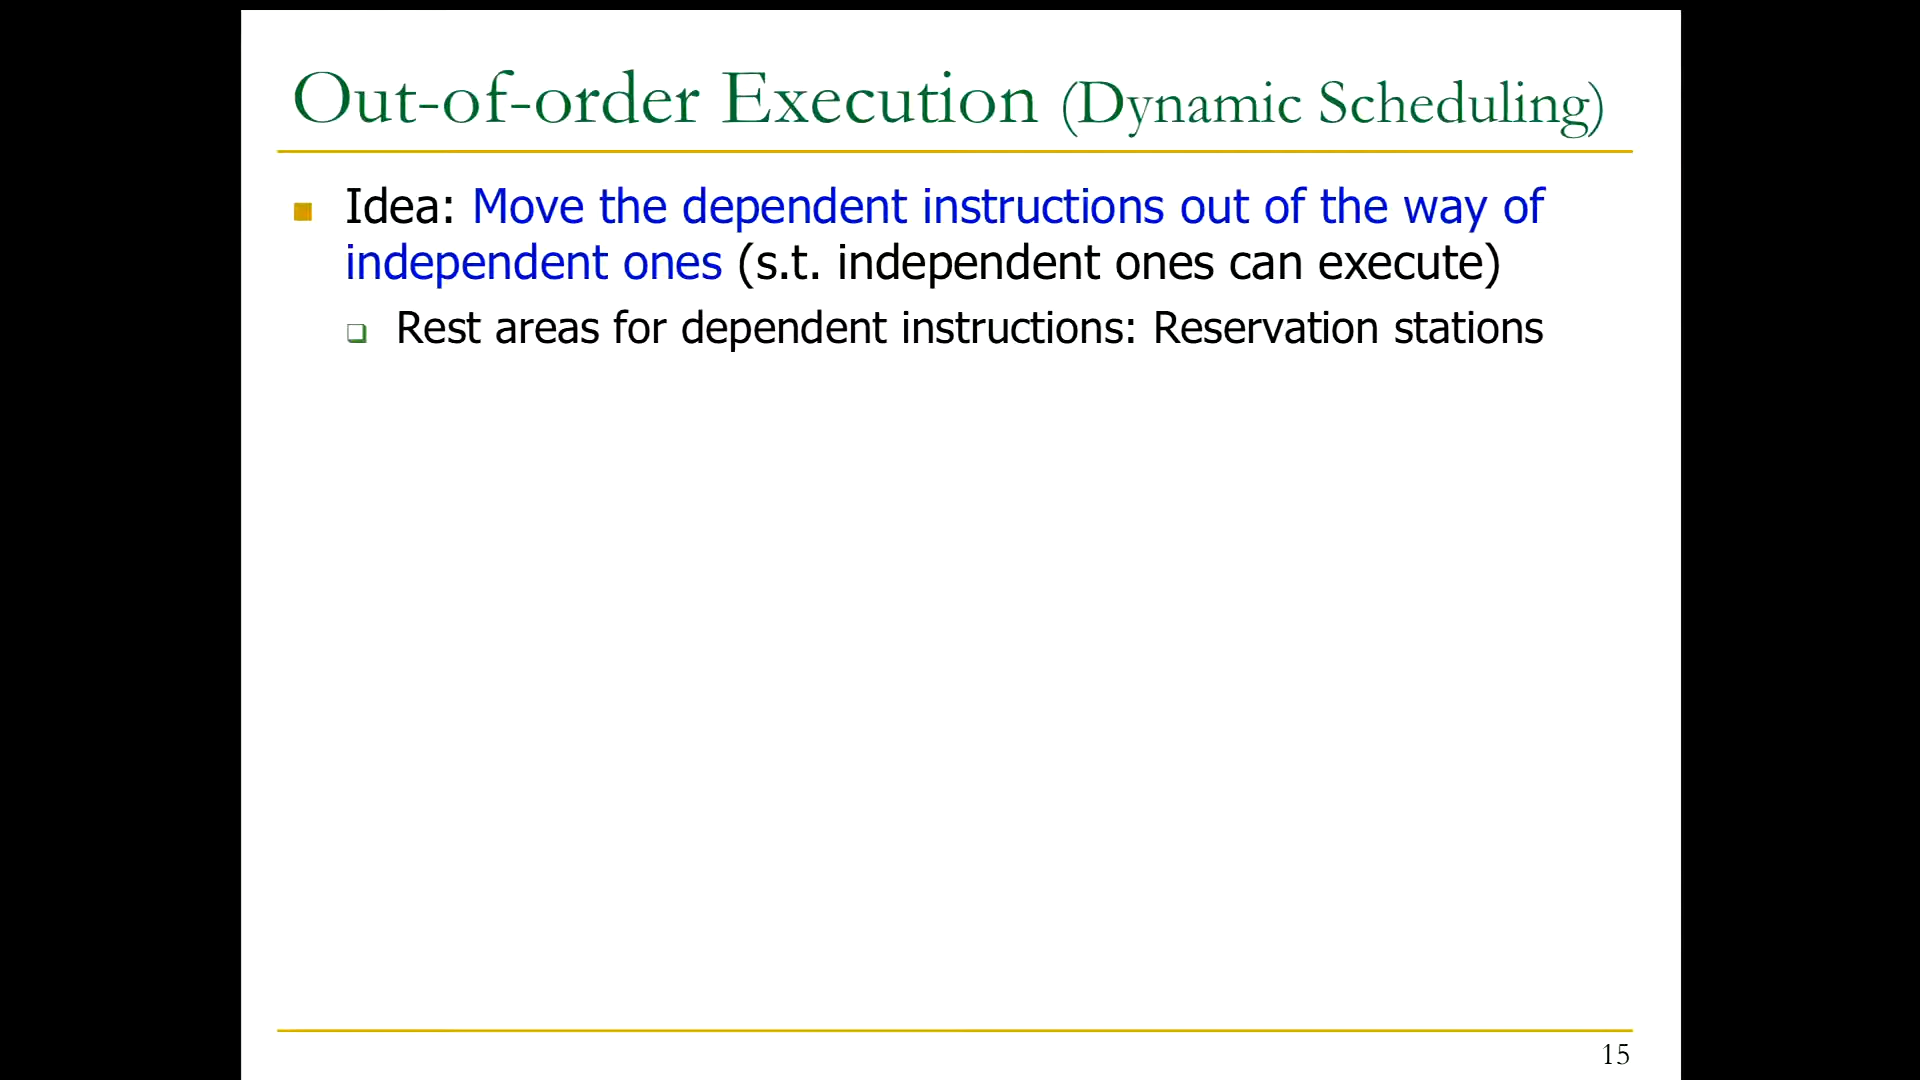 Out-of-order Execution (Dynamic Scheduling)
Idea: Move the dependent instructions out of the way of
independent ones (s.t. independent ones can execute)
Rest areas for dependent instructions: Reservation stations
15